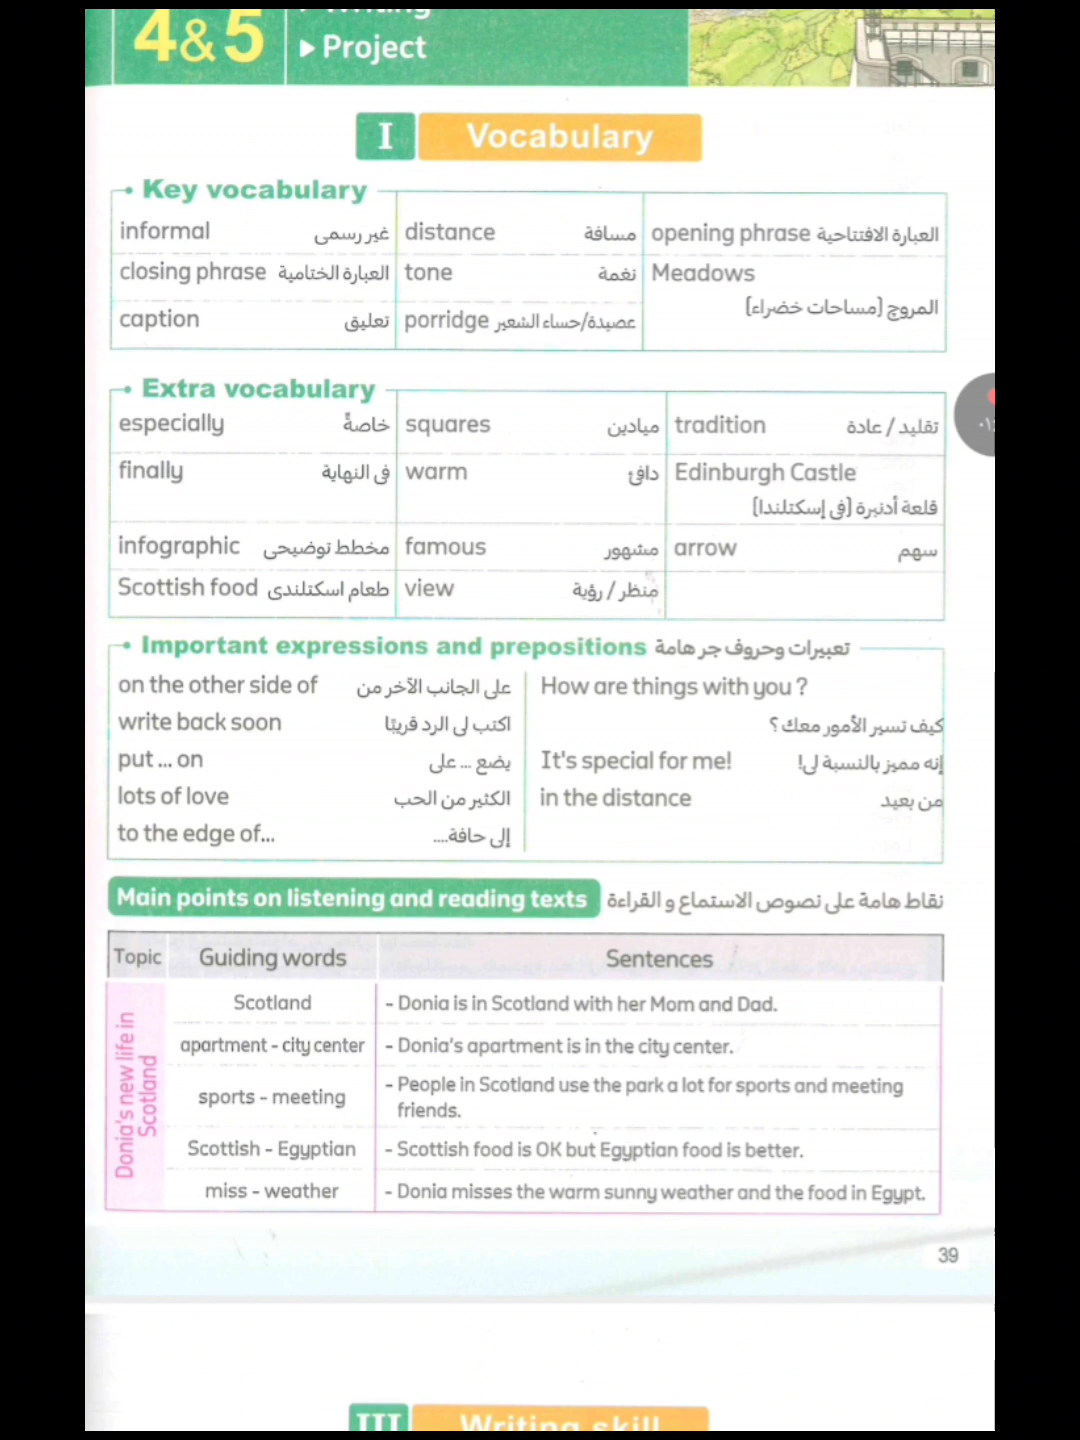 4&5
▶ Writing
▶ Project
I Vocabulary
• Key vocabulary
informal غير رسمى distance مسافة opening phrase العبارة الافتتاحية
closing phrase العبارة الختامية tone نغمة Meadows
المروج (مساحات خضراء)
caption تعليق porridge عصيدة/حساء الشعير
• Extra vocabulary
especially خاصةً squares ميادين tradition تقليد / عادة
finally فى النهاية warm دافئ Edinburgh Castle
قلعة أدنبرة (فى إسكتلندا)
infographic مخطط توضيحى famous مشهور arrow سهم
Scottish food طعام اسكتلندى view منظر / رؤية
• Important expressions and prepositions تعبيرات وحروف جر هامة
on the other side of على الجانب الآخر من How are things with you ?
write back soon اكتب لى الرد قريبًا كيف تسير الأمور معك ؟
put ... on يضع ... على It's special for me! إنه مميز بالنسبة لى!
lots of love الكثير من الحب in the distance من بعيد
to the edge of... إلى حافة....
Main points on listening and reading texts نقاط هامة على نصوص الاستماع و القراءة
Topic Guiding words Sentences
Donia's new life in
Scotland
Scotland - Donia is in Scotland with her Mom and Dad.
apartment - city center - Donia's apartment is in the city center.
sports - meeting - People in Scotland use the park a lot for sports and meeting
friends.
Scottish - Egyptian - Scottish food is OK but Egyptian food is better.
miss - weather - Donia misses the warm sunny weather and the food in Egypt.
39
III Writing skill